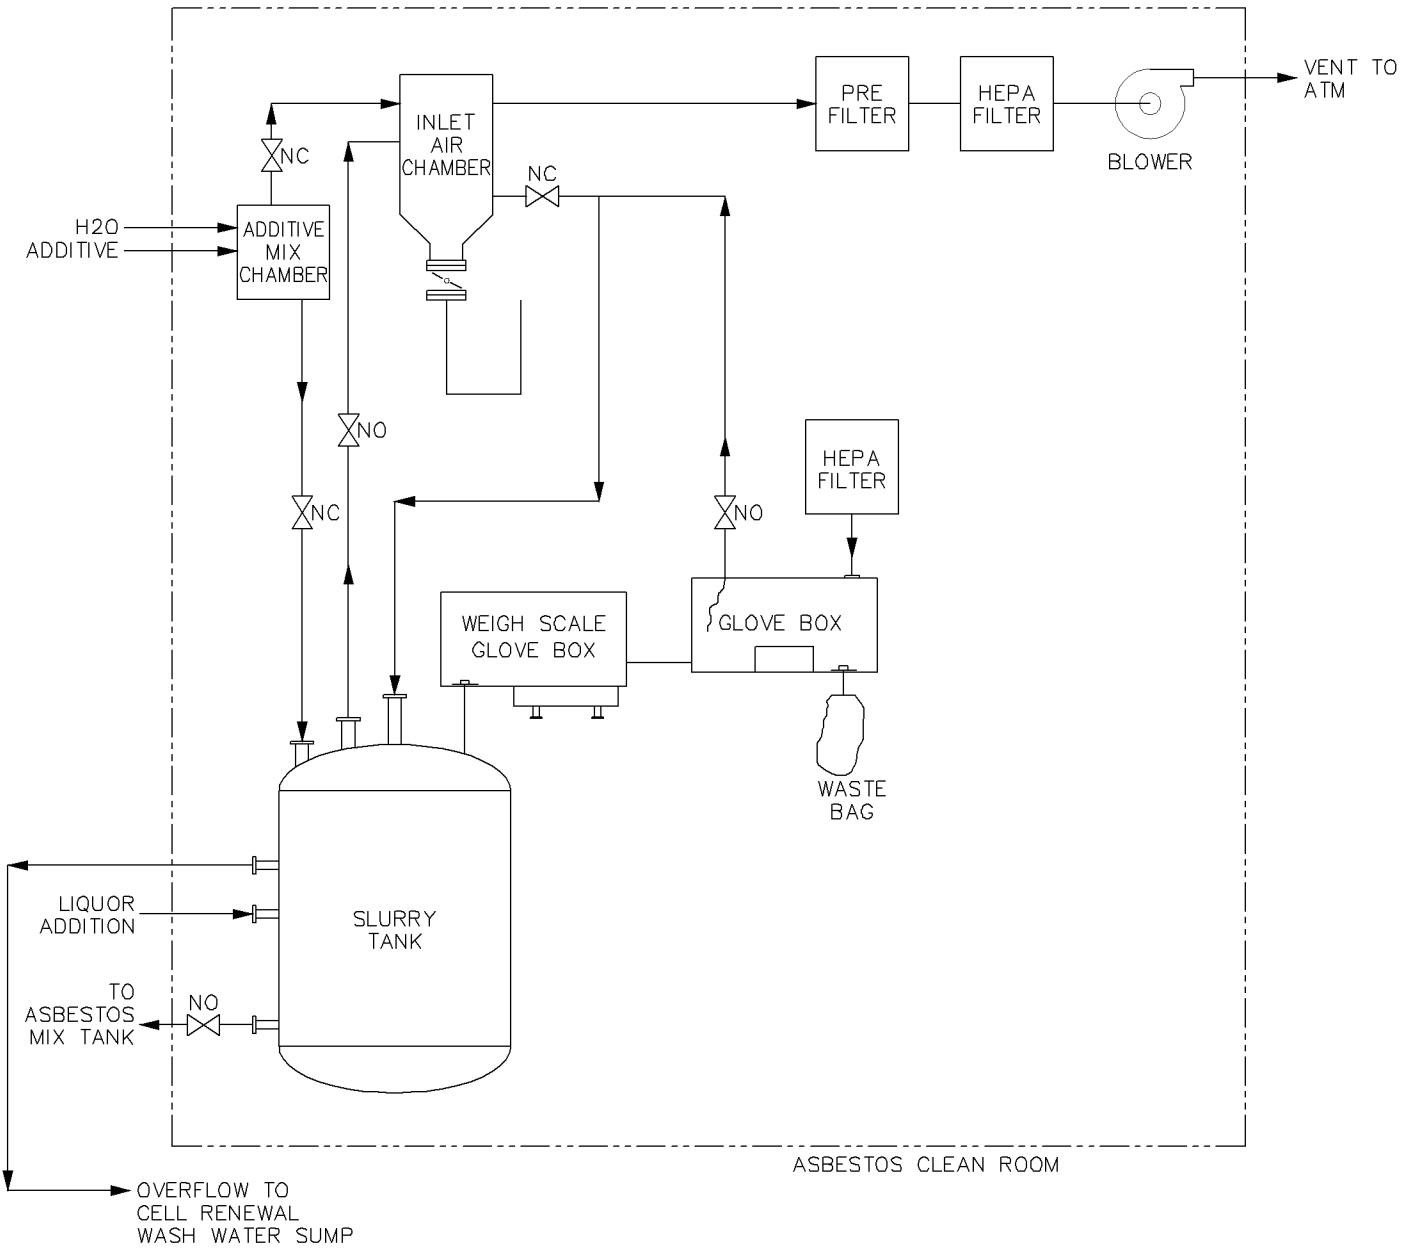 VENT TO
ATM
PRE
FILTER
HEPA
FILTER
BLOWER
INLET
AIR
CHAMBER
NC
NC
H2O
ADDITIVE
ADDITIVE
MIX
CHAMBER
NO
HEPA
FILTER
NC
NO
WEIGH SCALE
GLOVE BOX
GLOVE BOX
WASTE
BAG
LIQUOR
ADDITION
SLURRY
TANK
TO
ASBESTOS
MIX TANK
NO
ASBESTOS CLEAN ROOM
OVERFLOW TO
CELL RENEWAL
WASH WATER SUMP